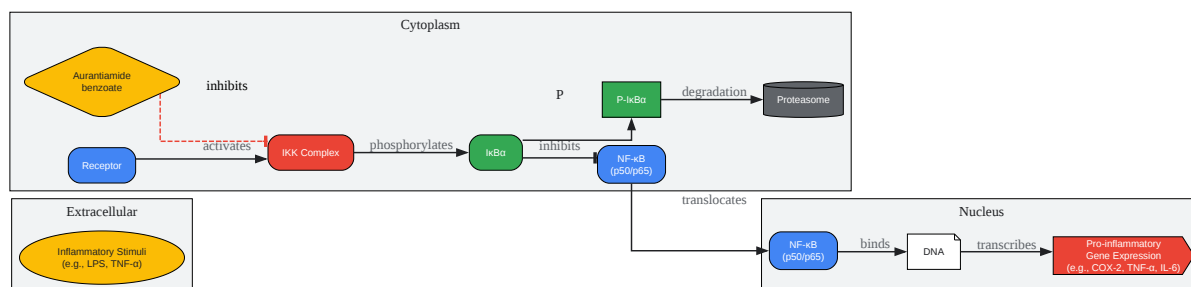 Cytoplasm
Aurantiamide
benzoate
inhibits
P
P-IκBα
degradation
Proteasome
activates
phosphorylates
inhibits
Receptor
IKK Complex
IκBα
NF-κB
(p50/p65)
translocates
Extracellular
Inflammatory Stimuli
(e.g., LPS, TNF-α)
Nucleus
NF-κB
(p50/p65)
binds
DNA
transcribes
Pro-inflammatory
Gene Expression
(e.g., COX-2, TNF-α, IL-6)